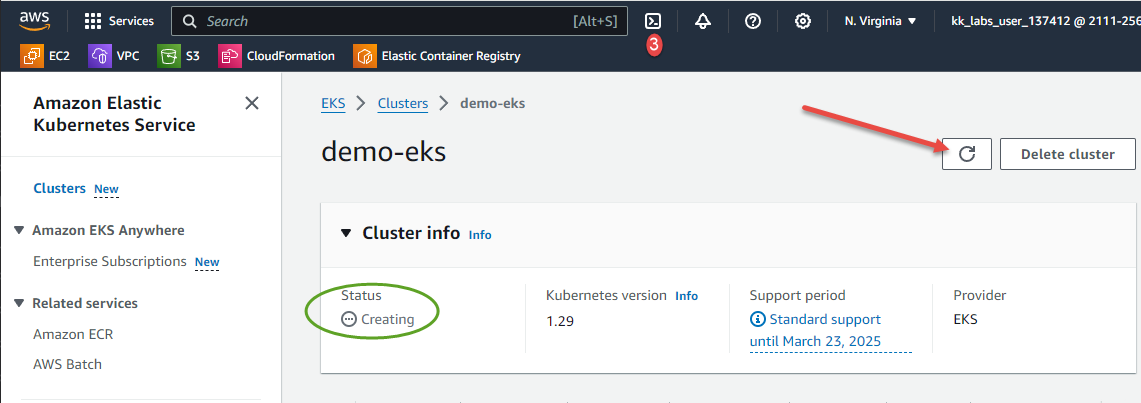 aws Services Search [Alt+S] N. Virginia kk_labs_user_137412 @ 2111-256
3
EC2 VPC S3 CloudFormation Elastic Container Registry
Amazon Elastic
Kubernetes Service
Clusters New
Amazon EKS Anywhere
Enterprise Subscriptions New
Related services
Amazon ECR
AWS Batch
EKS Clusters demo-eks
demo-eks
Delete cluster
Cluster info Info
Status
Creating
Kubernetes version Info
1.29
Support period
Standard support
until March 23, 2025
Provider
EKS